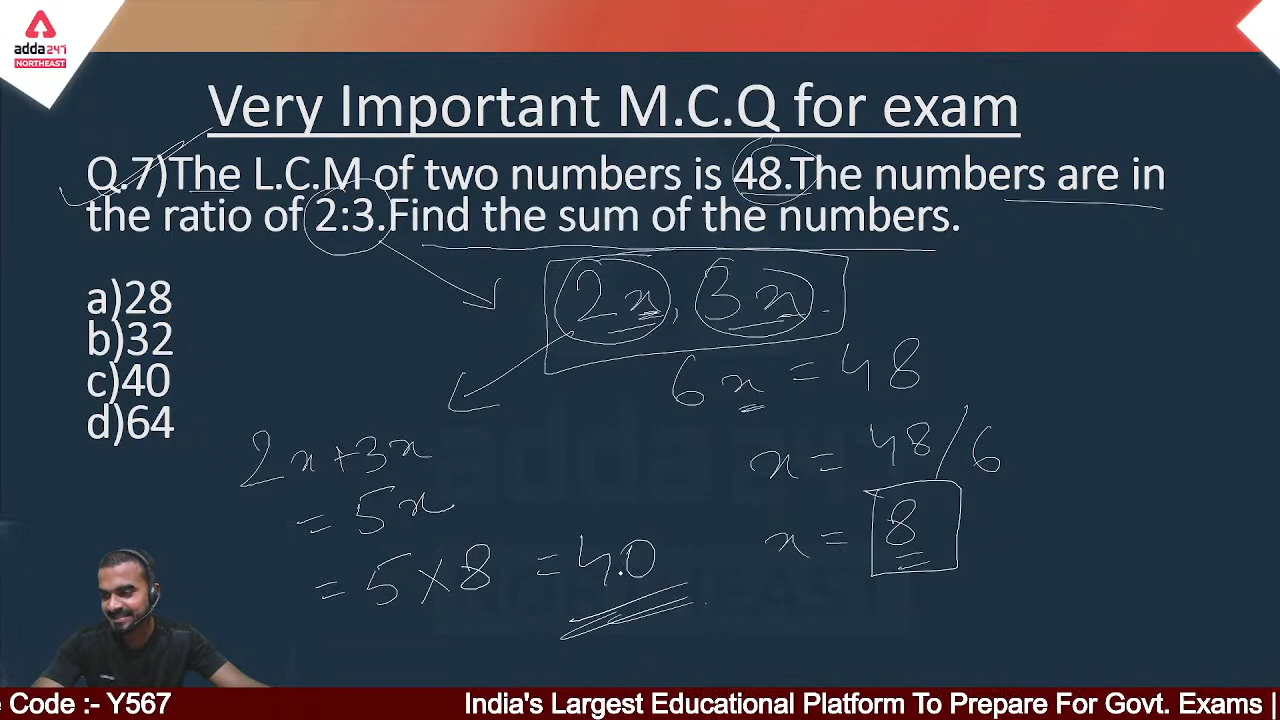 adda247
NORTHEAST
Very Important M.C.Q for exam
Q.7)The L.C.M of two numbers is 48.The numbers are in
the ratio of 2:3.Find the sum of the numbers.
a)28
b)32
c)40
d)64
2x, 3x.
6x = 48
x = 48/6
x = 8
2x+3x
= 5x
= 5×8 = 40
adda247
NORTHEAST
e Code :- Y567 India's Largest Educational Platform To Prepare For Govt. Exams |